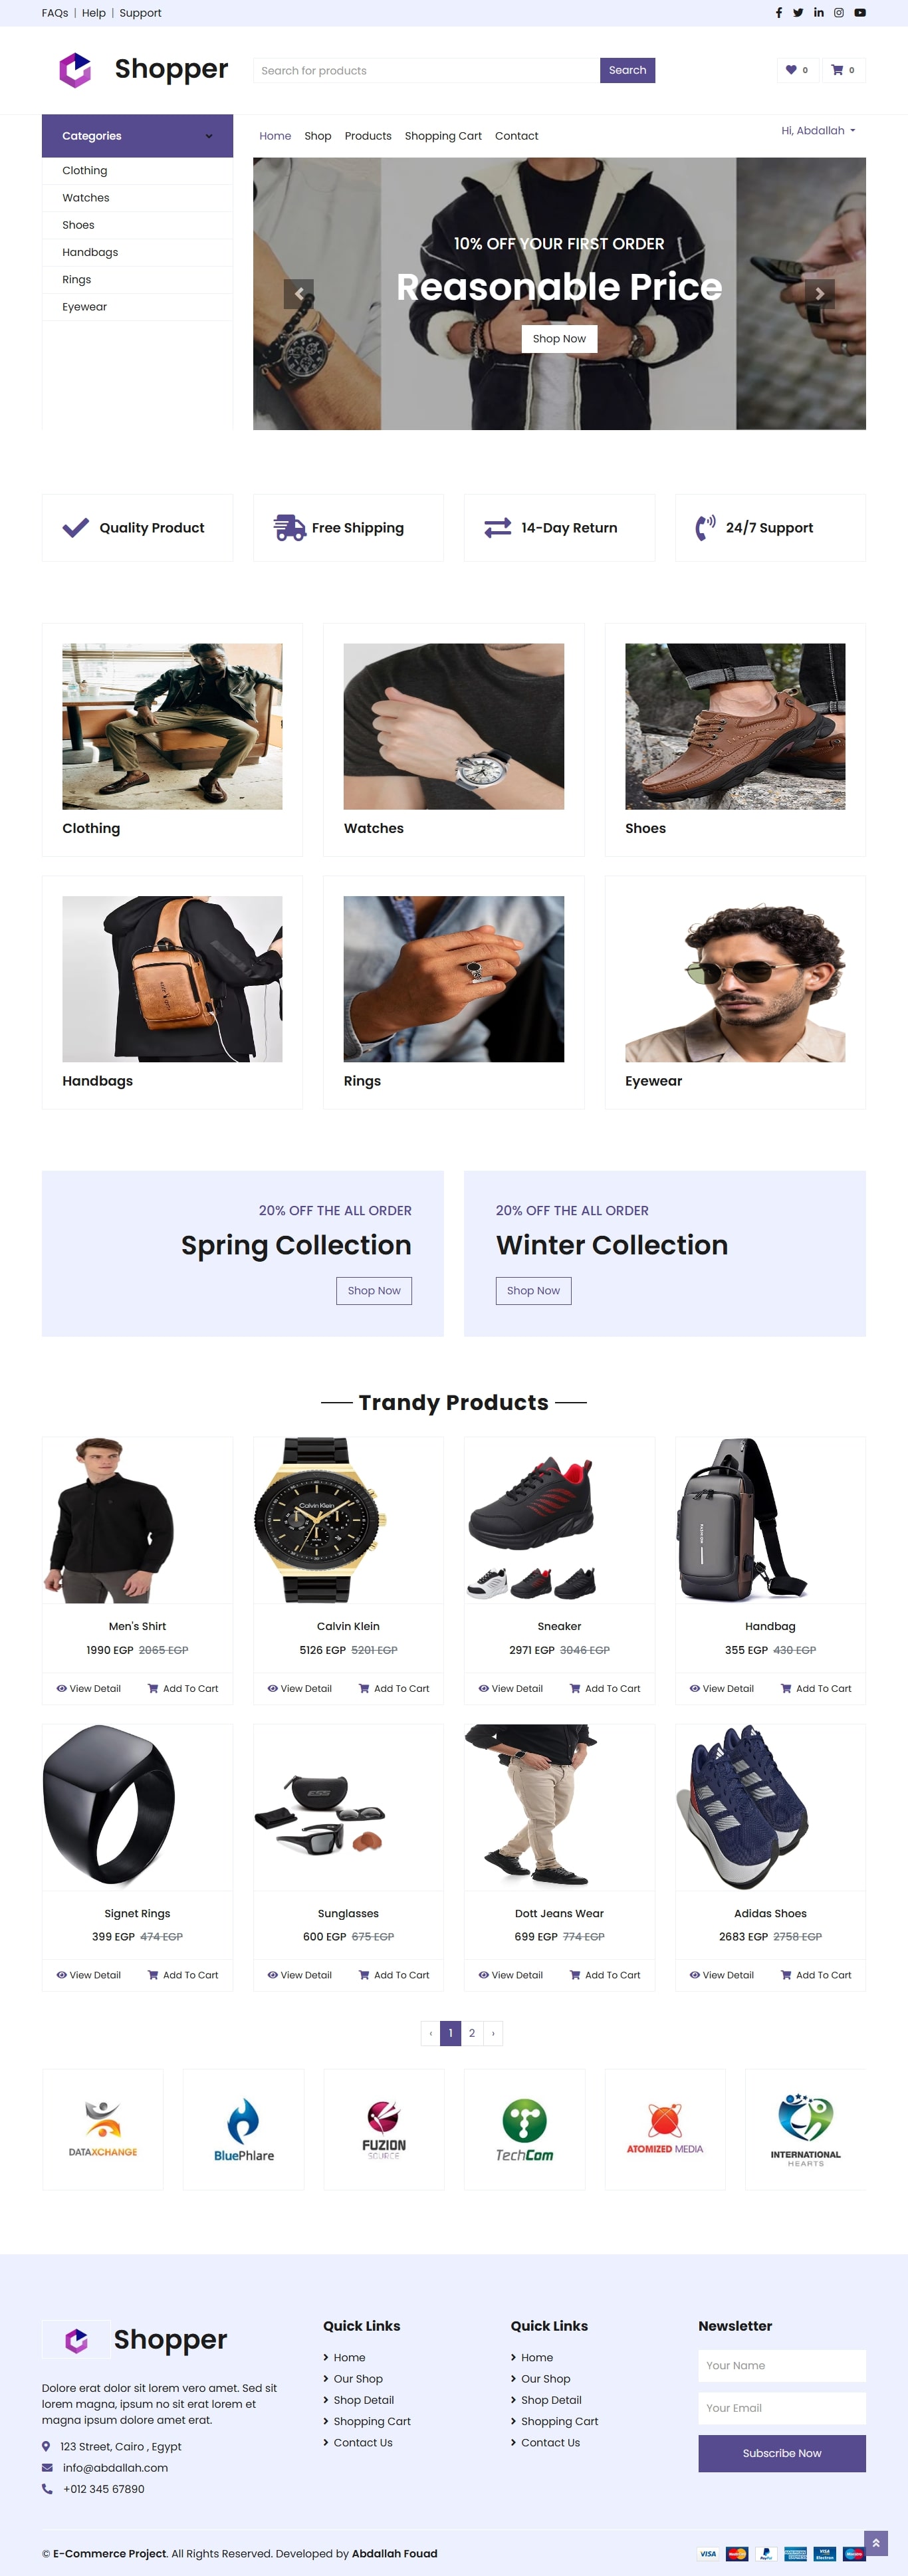 FAQs | Help | Support
Shopper
Search for products
Search
0
0
Categories
Home Shop Products Shopping Cart Contact
Hi, Abdallah
Clothing
Watches
Shoes
Handbags
Rings
Eyewear
10% OFF YOUR FIRST ORDER
Reasonable Price
Shop Now
Quality Product
Free Shipping
14-Day Return
24/7 Support
Clothing
Watches
Shoes
Handbags
Rings
Eyewear
20% OFF THE ALL ORDER
Spring Collection
Shop Now
20% OFF THE ALL ORDER
Winter Collection
Shop Now
Trandy Products
Calvin Klein
Men's Shirt
1990 EGP 2065 EGP
View Detail Add To Cart
Calvin Klein
5126 EGP 5201 EGP
View Detail Add To Cart
Sneaker
2971 EGP 3046 EGP
View Detail Add To Cart
Handbag
355 EGP 430 EGP
View Detail Add To Cart
ESS
Signet Rings
399 EGP 474 EGP
View Detail Add To Cart
Sunglasses
600 EGP 675 EGP
View Detail Add To Cart
Dott Jeans Wear
699 EGP 774 EGP
View Detail Add To Cart
Adidas Shoes
2683 EGP 2758 EGP
View Detail Add To Cart
‹ 1 2 ›
DATAXCHANGE
BluePhlare
FUZION
SOURCE
TechCom
ATOMIZED MEDIA
INTERNATIONAL
HEARTS
Shopper
Dolore erat dolor sit lorem vero amet. Sed sit
lorem magna, ipsum no sit erat lorem et
magna ipsum dolore amet erat.
123 Street, Cairo , Egypt
info@abdallah.com
+012 345 67890
Quick Links
Home
Our Shop
Shop Detail
Shopping Cart
Contact Us
Quick Links
Home
Our Shop
Shop Detail
Shopping Cart
Contact Us
Newsletter
Your Name
Your Email
Subscribe Now
© E-Commerce Project. All Rights Reserved. Developed by Abdallah Fouad
VISA
PayPal
VISA